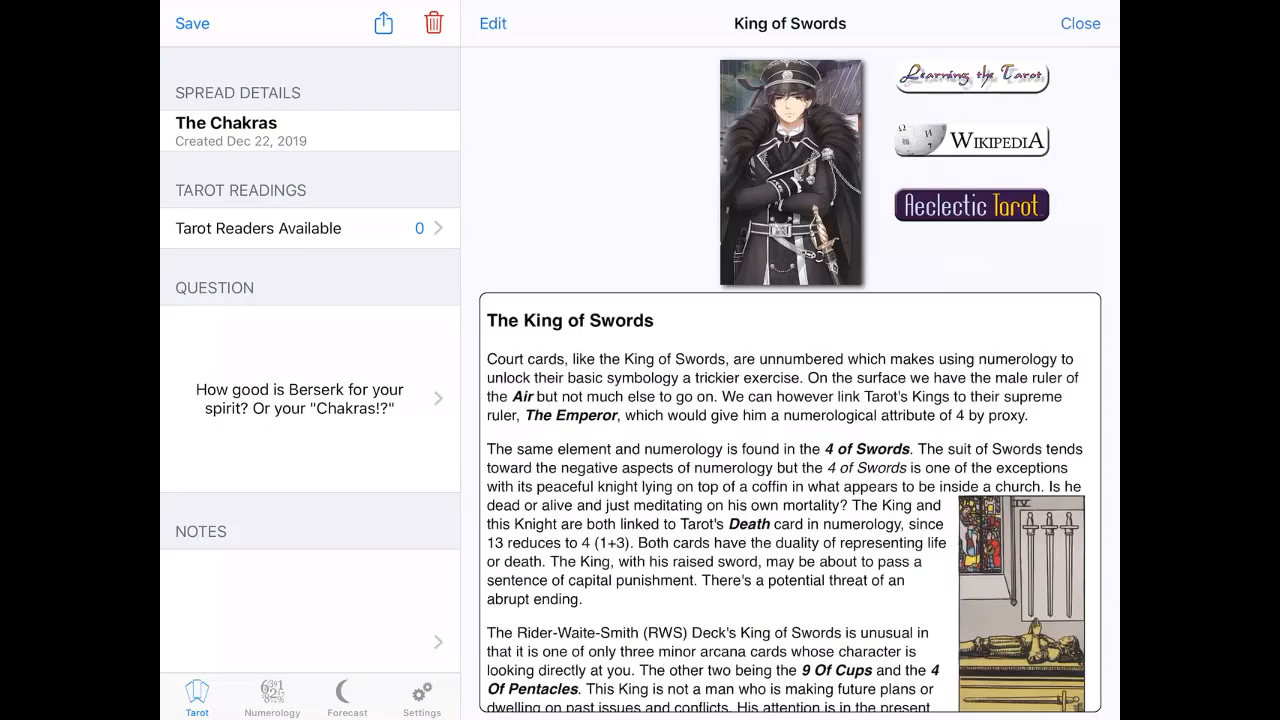 Save
SPREAD DETAILS
The Chakras
Created Dec 22, 2019
TAROT READINGS
Tarot Readers Available 0
QUESTION
How good is Berserk for your
spirit? Or your "Chakras!?"
NOTES
Tarot
Numerology
Forecast
Settings
Edit
King of Swords
Close
Learning the Tarot
WIKIPEDIA
Aeclectic Tarot
The King of Swords
Court cards, like the King of Swords, are unnumbered which makes using numerology to
unlock their basic symbology a trickier exercise. On the surface we have the male ruler of
the Air but not much else to go on. We can however link Tarot's Kings to their supreme
ruler, The Emperor, which would give him a numerological attribute of 4 by proxy.
The same element and numerology is found in the 4 of Swords. The suit of Swords tends
toward the negative aspects of numerology but the 4 of Swords is one of the exceptions
with its peaceful knight lying on top of a coffin in what appears to be inside a church. Is he
dead or alive and just meditating on his own mortality? The King and
this Knight are both linked to Tarot's Death card in numerology, since
13 reduces to 4 (1+3). Both cards have the duality of representing life
or death. The King, with his raised sword, may be about to pass a
sentence of capital punishment. There's a potential threat of an
abrupt ending.
The Rider-Waite-Smith (RWS) Deck's King of Swords is unusual in
that it is one of only three minor arcana cards whose character is
looking directly at you. The other two being the 9 Of Cups and the 4
Of Pentacles. This King is not a man who is making future plans or
dwelling on past issues and conflicts. His attention is in the present
IV